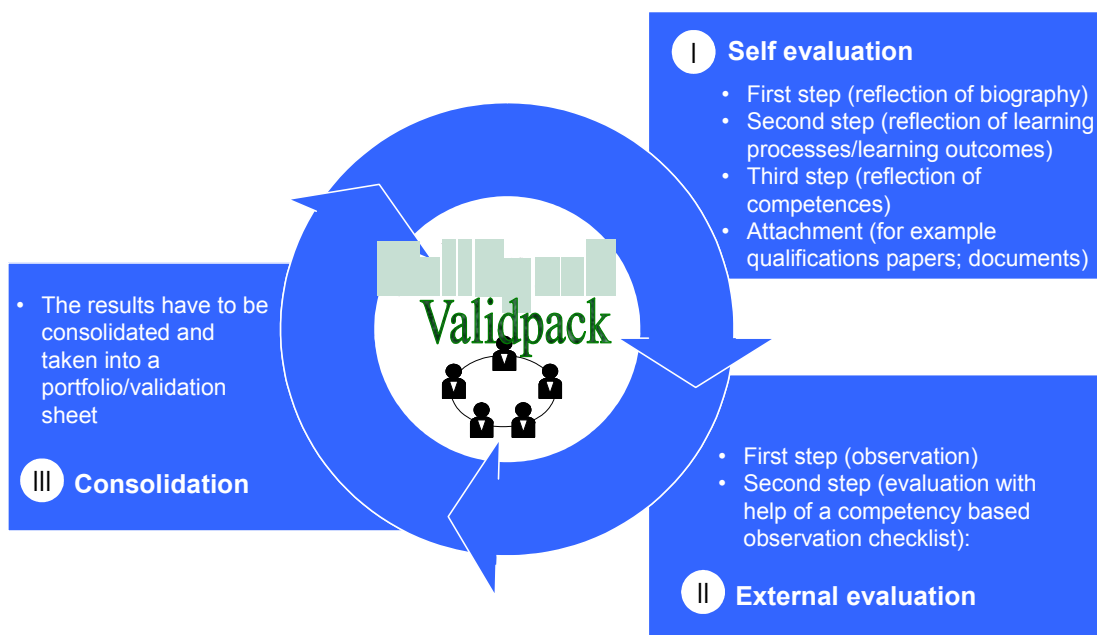 I Self evaluation
• First step (reflection of biography)
• Second step (reflection of learning
processes/learning outcomes)
• Third step (reflection of
competences)
• Attachment (for example
qualifications papers; documents)
Validpack
• The results have to be
consolidated and
taken into a
portfolio/validation
sheet
III Consolidation
• First step (observation)
• Second step (evaluation with
help of a competency based
observation checklist):
II External evaluation